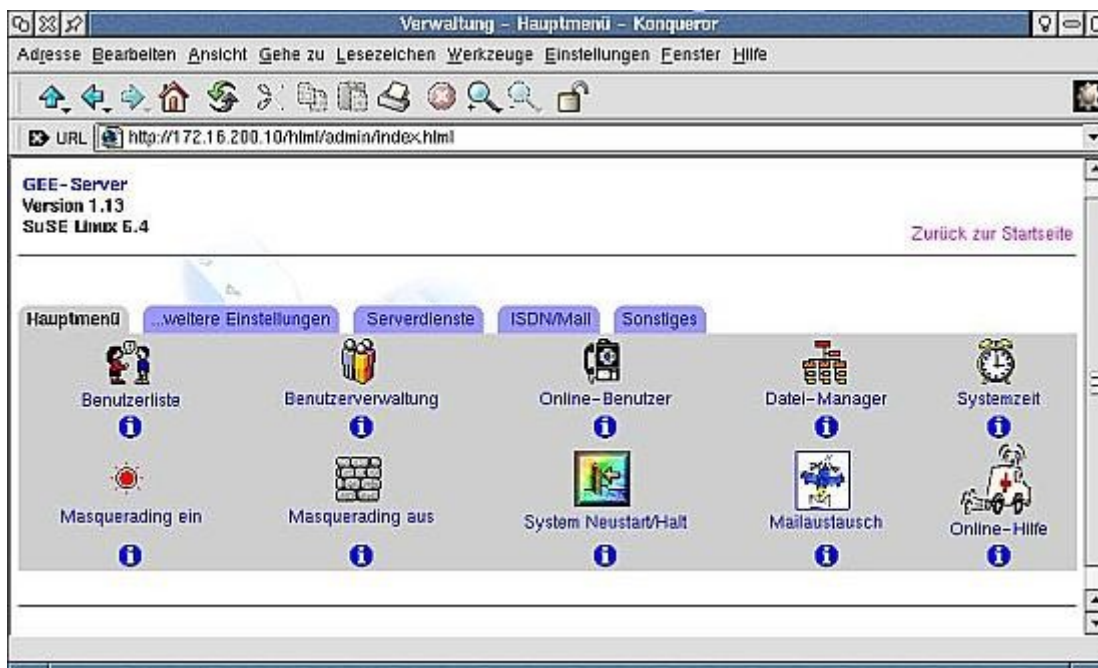 Verwaltung - Hauptmenü - Konqueror
Adresse Bearbeiten Ansicht Gehe zu Lesezeichen Werkzeuge Einstellungen Fenster Hilfe
URL http://172.16.200.10/html/admin/index.html
GEE-Server
Version 1.13
SuSE Linux 6.4
Zurück zur Startseite
Hauptmenü ...weitere Einstellungen Serverdienste ISDN/Mail Sonstiges
Benutzerliste Benutzerverwaltung Online-Benutzer Datei-Manager Systemzeit
Masquerading ein Masquerading aus System Neustart/Halt Mailaustausch Online-Hilfe